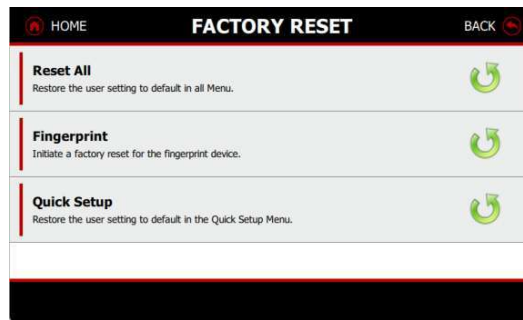 HOME FACTORY RESET BACK
Reset All
Restore the user setting to default in all Menu.
Fingerprint
Initiate a factory reset for the fingerprint device.
Quick Setup
Restore the user setting to default in the Quick Setup Menu.